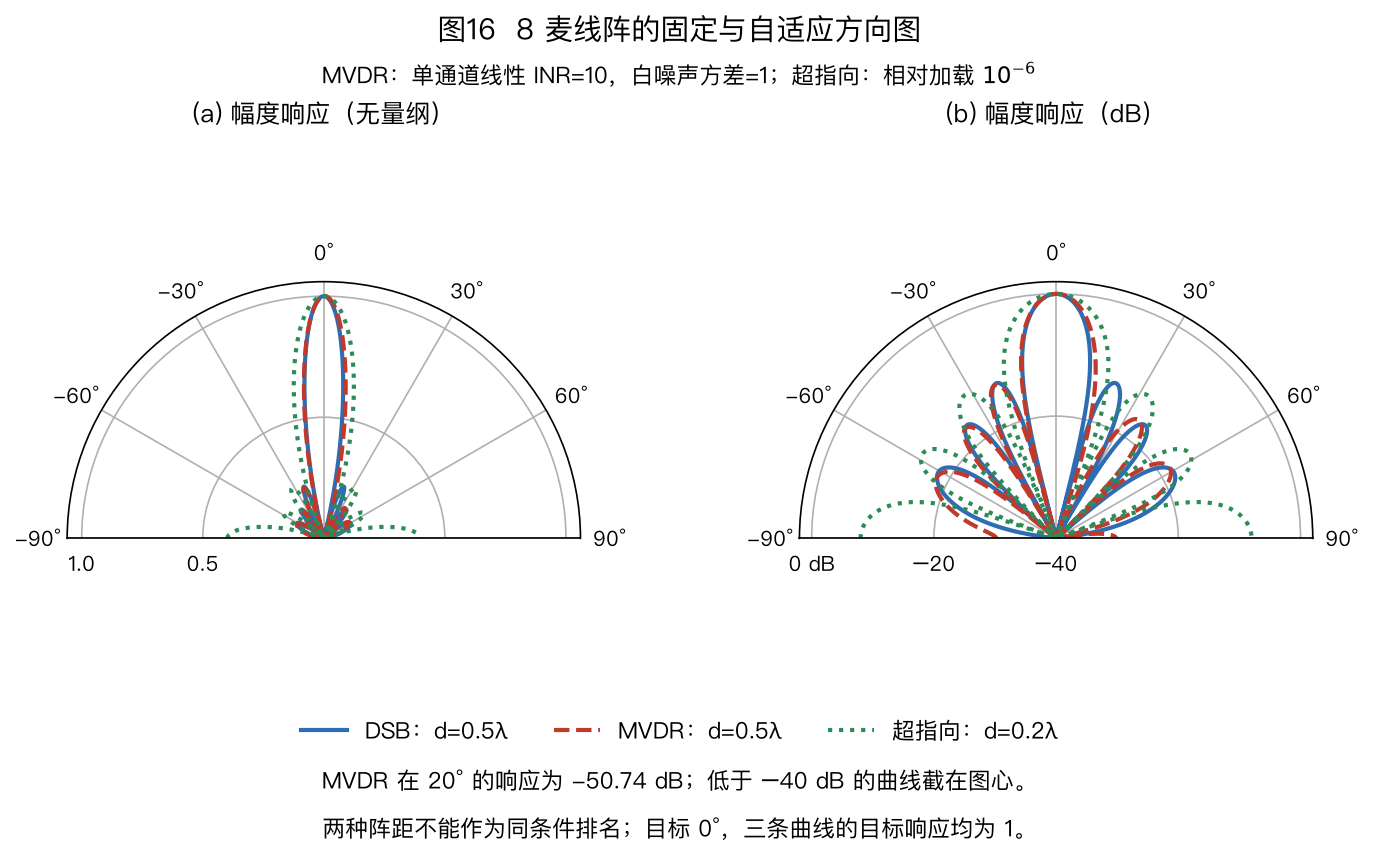 图16 8 麦线阵的固定与自适应方向图
MVDR：单通道线性 INR=10，白噪声方差=1；超指向：相对加载 10⁻⁶
(a) 幅度响应（无量纲）
(b) 幅度响应（dB）
0°
−30°
30°
−60°
60°
−90°
90°
1.0
0.5
0°
−30°
30°
−60°
60°
−90°
90°
0 dB
−20
−40
DSB：d=0.5λ
MVDR：d=0.5λ
超指向：d=0.2λ
MVDR 在 20° 的响应为 −50.74 dB；低于 −40 dB 的曲线截在图心。
两种阵距不能作为同条件排名；目标 0°，三条曲线的目标响应均为 1。